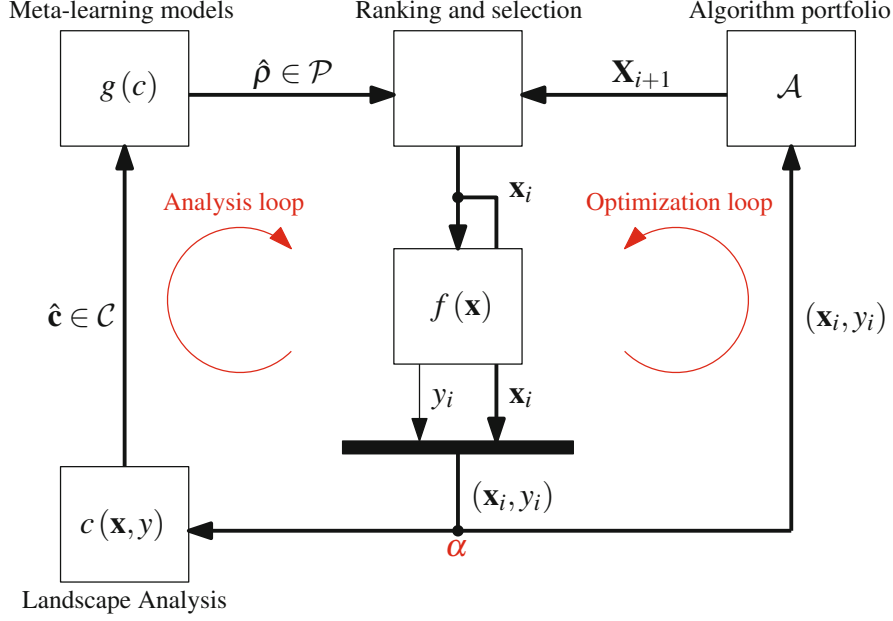 Meta-learning models
Ranking and selection
Algorithm portfolio
g (c)
ρ̂ ∈ 𝒫
X_{i+1}
𝒜
x_i
Analysis loop
Optimization loop
f (x)
ĉ ∈ 𝒞
(x_i, y_i)
y_i
x_i
(x_i, y_i)
c (x, y)
α
Landscape Analysis